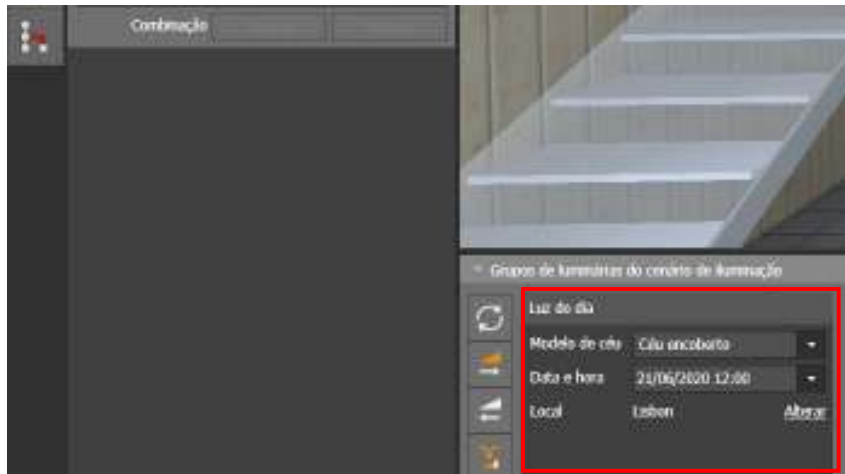 Combinação
Grupos de luminárias do cenário de iluminação
Luz do dia
Modelo de céu Céu encoberto
Data e hora 21/06/2020 12:00
Local Lisbon Alterar